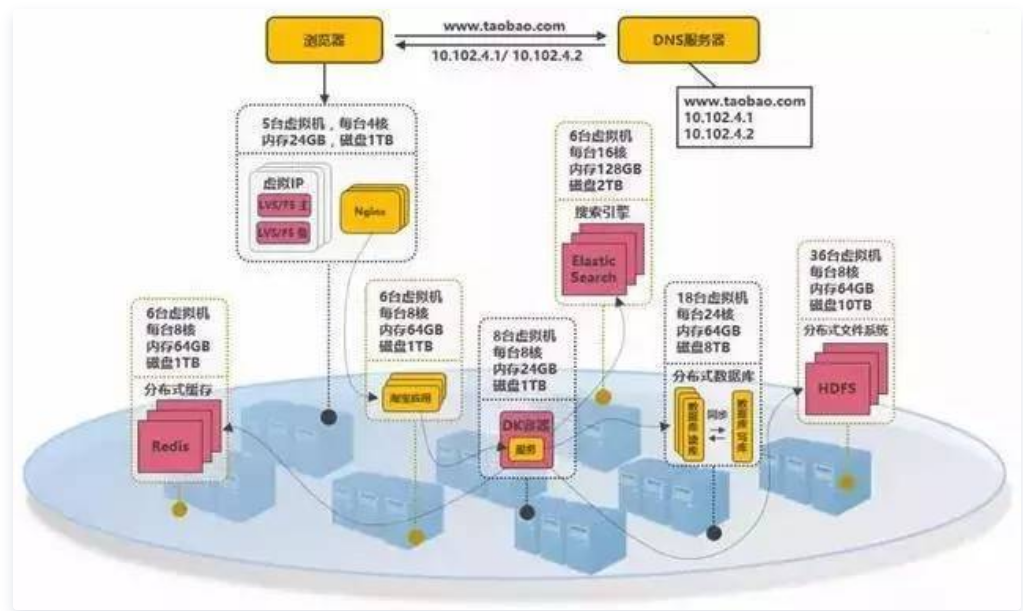 浏览器
www.taobao.com
10.102.4.1/ 10.102.4.2
DNS服务器
www.taobao.com
10.102.4.1
10.102.4.2
5台虚拟机，每台4核
内存24GB，磁盘1TB
虚拟IP
LVS/F5 主
LVS/F5 备
Nginx
6台虚拟机
每台16核
内存128GB
磁盘2TB
搜索引擎
Elastic
Search
36台虚拟机
每台8核
内存64GB
磁盘10TB
分布式文件系统
HDFS
6台虚拟机
每台8核
内存64GB
磁盘1TB
分布式缓存
Redis
6台虚拟机
每台8核
内存64GB
磁盘1TB
淘宝应用
8台虚拟机
每台8核
内存24GB
磁盘1TB
DK容器
服务
18台虚拟机
每台24核
内存64GB
磁盘8TB
分布式数据库
数据库 读库
同步
数据库 写库